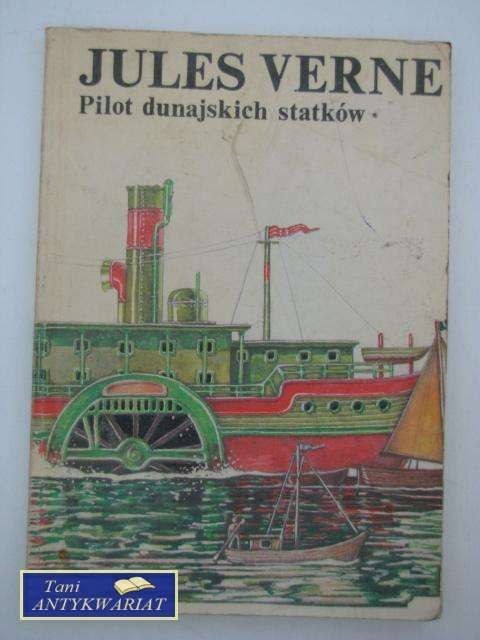 JULES VERNE
Pilot dunajskich statków
Tani
ANTYKWARIAT